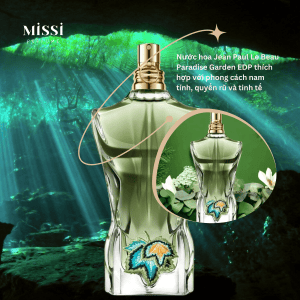 MISSI
Nước hoa Jean Paul Le Beau
Paradise Garden EDP thích
hợp với phong cách nam
tính, quyến rũ và tinh tế